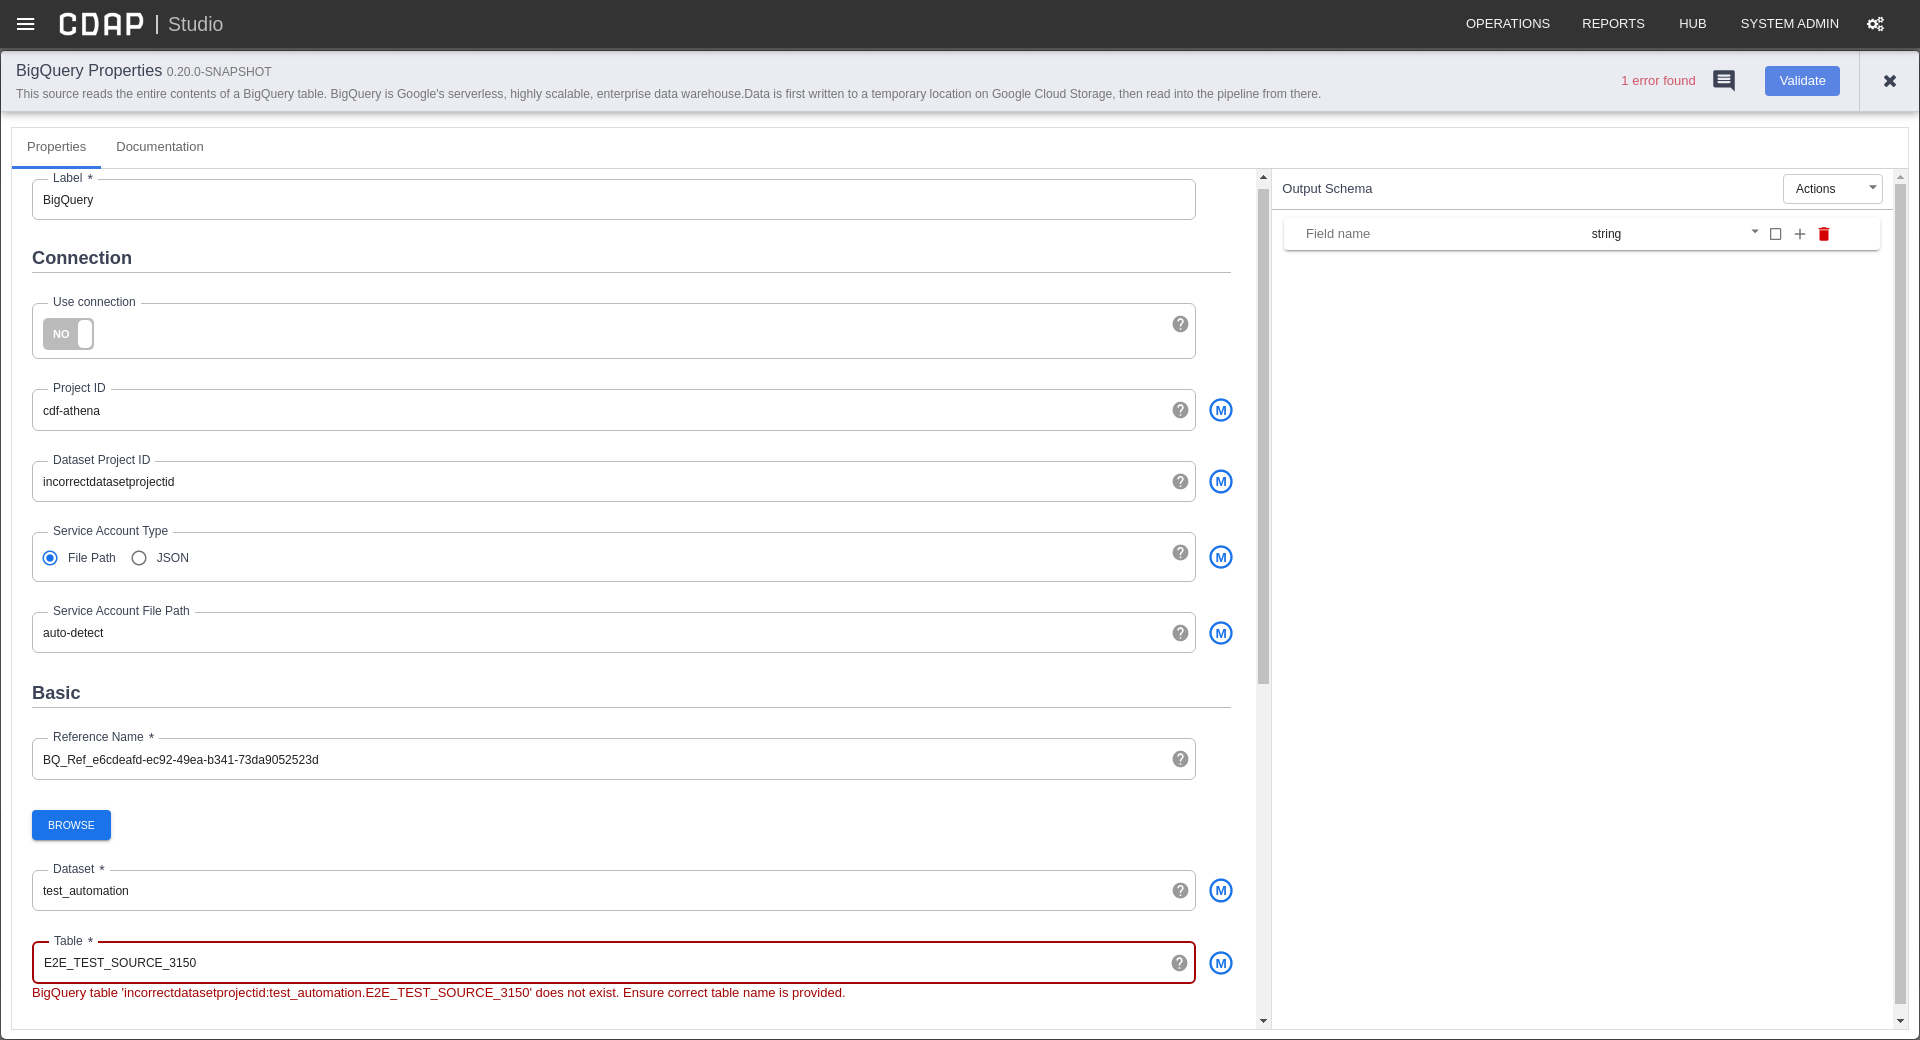 CDAP | Studio
OPERATIONS REPORTS HUB SYSTEM ADMIN
BigQuery Properties 0.20.0-SNAPSHOT
This source reads the entire contents of a BigQuery table. BigQuery is Google's serverless, highly scalable, enterprise data warehouse.Data is first written to a temporary location on Google Cloud Storage, then read into the pipeline from there.
1 error found
Validate
Properties Documentation
Label *
BigQuery
Connection
Use connection
NO
Project ID
cdf-athena
M
Dataset Project ID
incorrectdatasetprojectid
M
Service Account Type
File Path JSON
M
Service Account File Path
auto-detect
M
Basic
Reference Name *
BQ_Ref_e6cdeafd-ec92-49ea-b341-73da9052523d
BROWSE
Dataset *
test_automation
M
Table *
E2E_TEST_SOURCE_3150
M
BigQuery table 'incorrectdatasetprojectid:test_automation.E2E_TEST_SOURCE_3150' does not exist. Ensure correct table name is provided.
Output Schema
Actions
Field name string